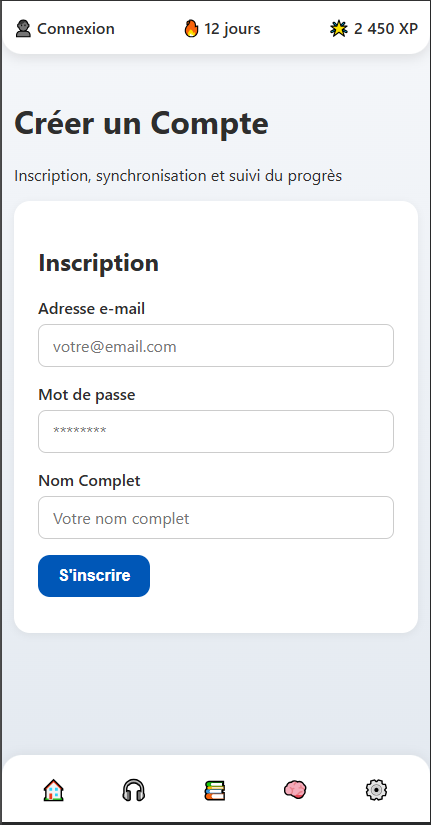 Connexion 12 jours 2 450 XP
Créer un Compte
Inscription, synchronisation et suivi du progrès
Inscription
Adresse e-mail
votre@email.com
Mot de passe
********
Nom Complet
Votre nom complet
S'inscrire